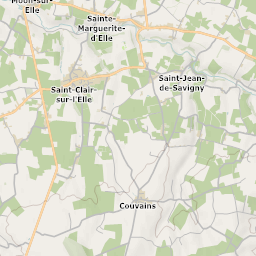 Moon-sur-
Elle
Sainte-
Marguerite-
d'Elle
Saint-Jean-
de-Savigny
Saint-Clair-
sur-l'Elle
Couvains